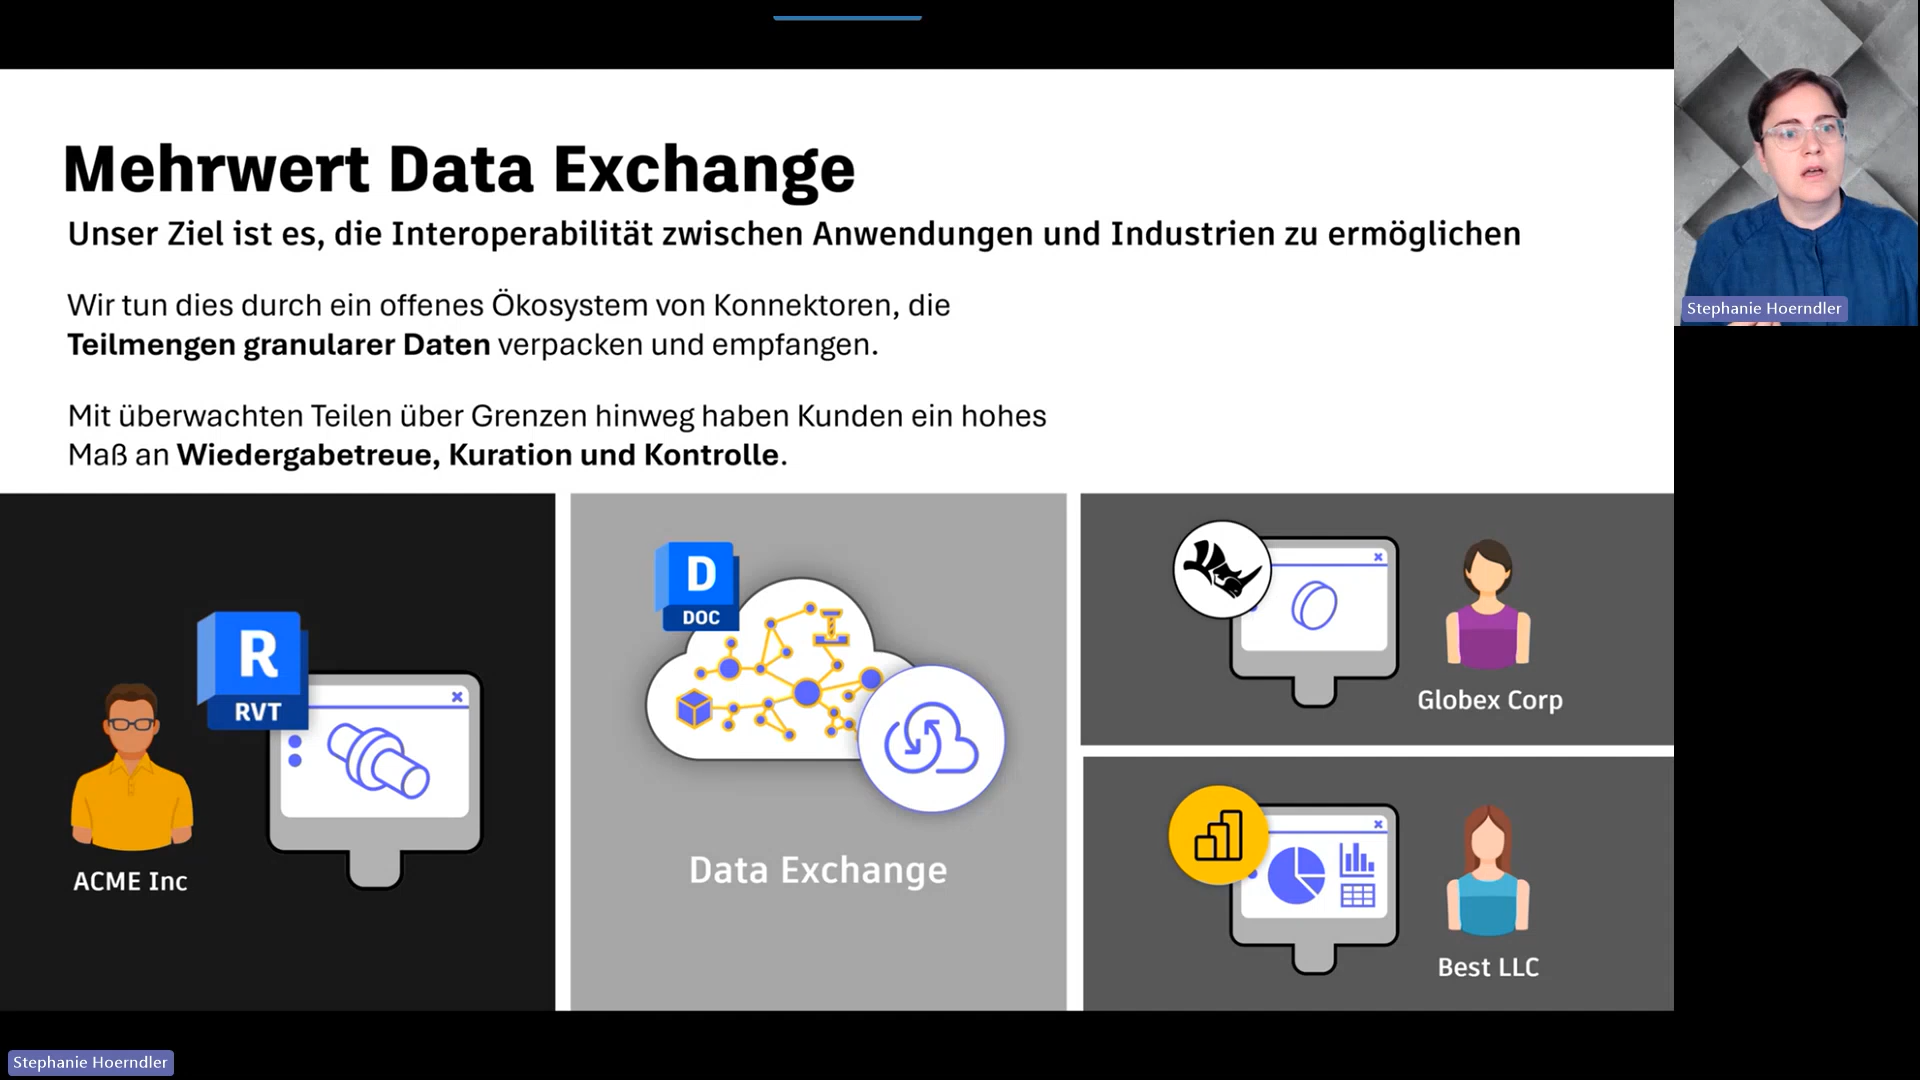 Mehrwert Data Exchange
Unser Ziel ist es, die Interoperabilität zwischen Anwendungen und Industrien zu ermöglichen
Wir tun dies durch ein offenes Ökosystem von Konnektoren, die
Teilmengen granularer Daten verpacken und empfangen.
Mit überwachten Teilen über Grenzen hinweg haben Kunden ein hohes
Maß an Wiedergabetreue, Kuration und Kontrolle.
R
RVT
ACME Inc
D
DOC
Data Exchange
Globex Corp
Best LLC
Stephanie Hoerndler
Stephanie Hoerndler